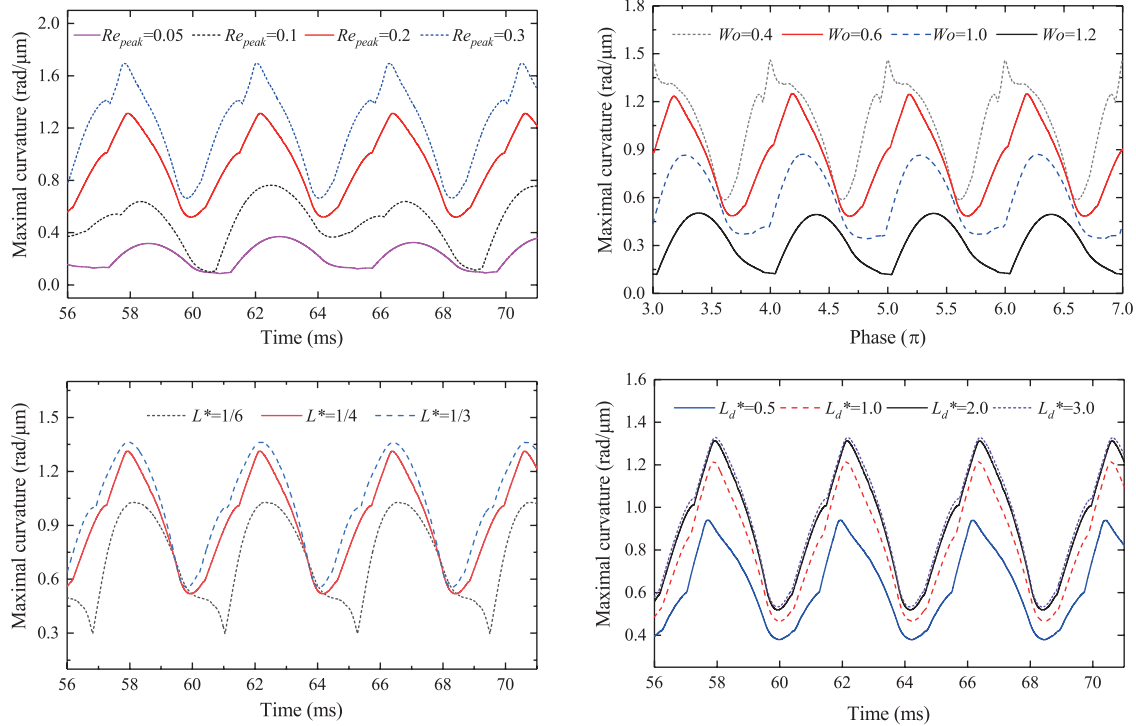 Re_peak=0.05 Re_peak=0.1 Re_peak=0.2 Re_peak=0.3
2.0
1.6
1.2
0.8
0.4
0.0
Maximal curvature (rad/μm)
56 58 60 62 64 66 68 70
Time (ms)
Wo=0.4 Wo=0.6 Wo=1.0 Wo=1.2
1.8
1.5
1.2
0.9
0.6
0.3
0.0
Maximal curvature (rad/μm)
3.0 3.5 4.0 4.5 5.0 5.5 6.0 6.5 7.0
Phase (π)
L*=1/6 L*=1/4 L*=1/3
1.5
1.2
0.9
0.6
0.3
Maximal curvature (rad/μm)
56 58 60 62 64 66 68 70
Time (ms)
L_d*=0.5 L_d*=1.0 L_d*=2.0 L_d*=3.0
1.6
1.4
1.2
1.0
0.8
0.6
0.4
Maximal curvature (rad/μm)
56 58 60 62 64 66 68 70
Time (ms)